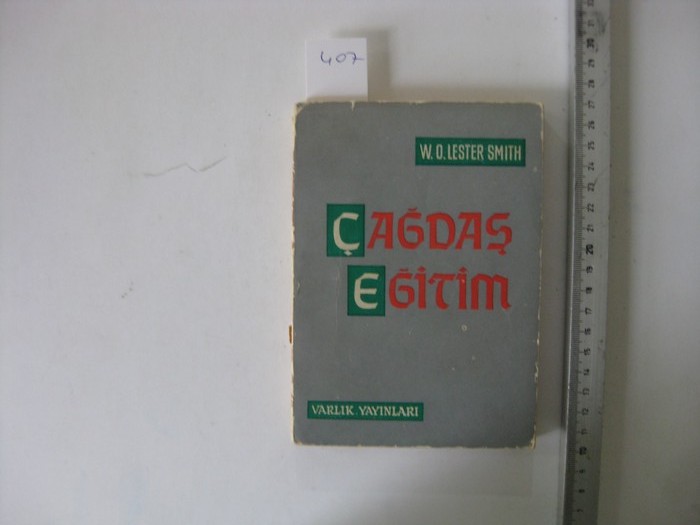 407
W. O. LESTER SMITH
ÇAĞDAŞ
EĞİTİM
VARLIK YAYINLARI